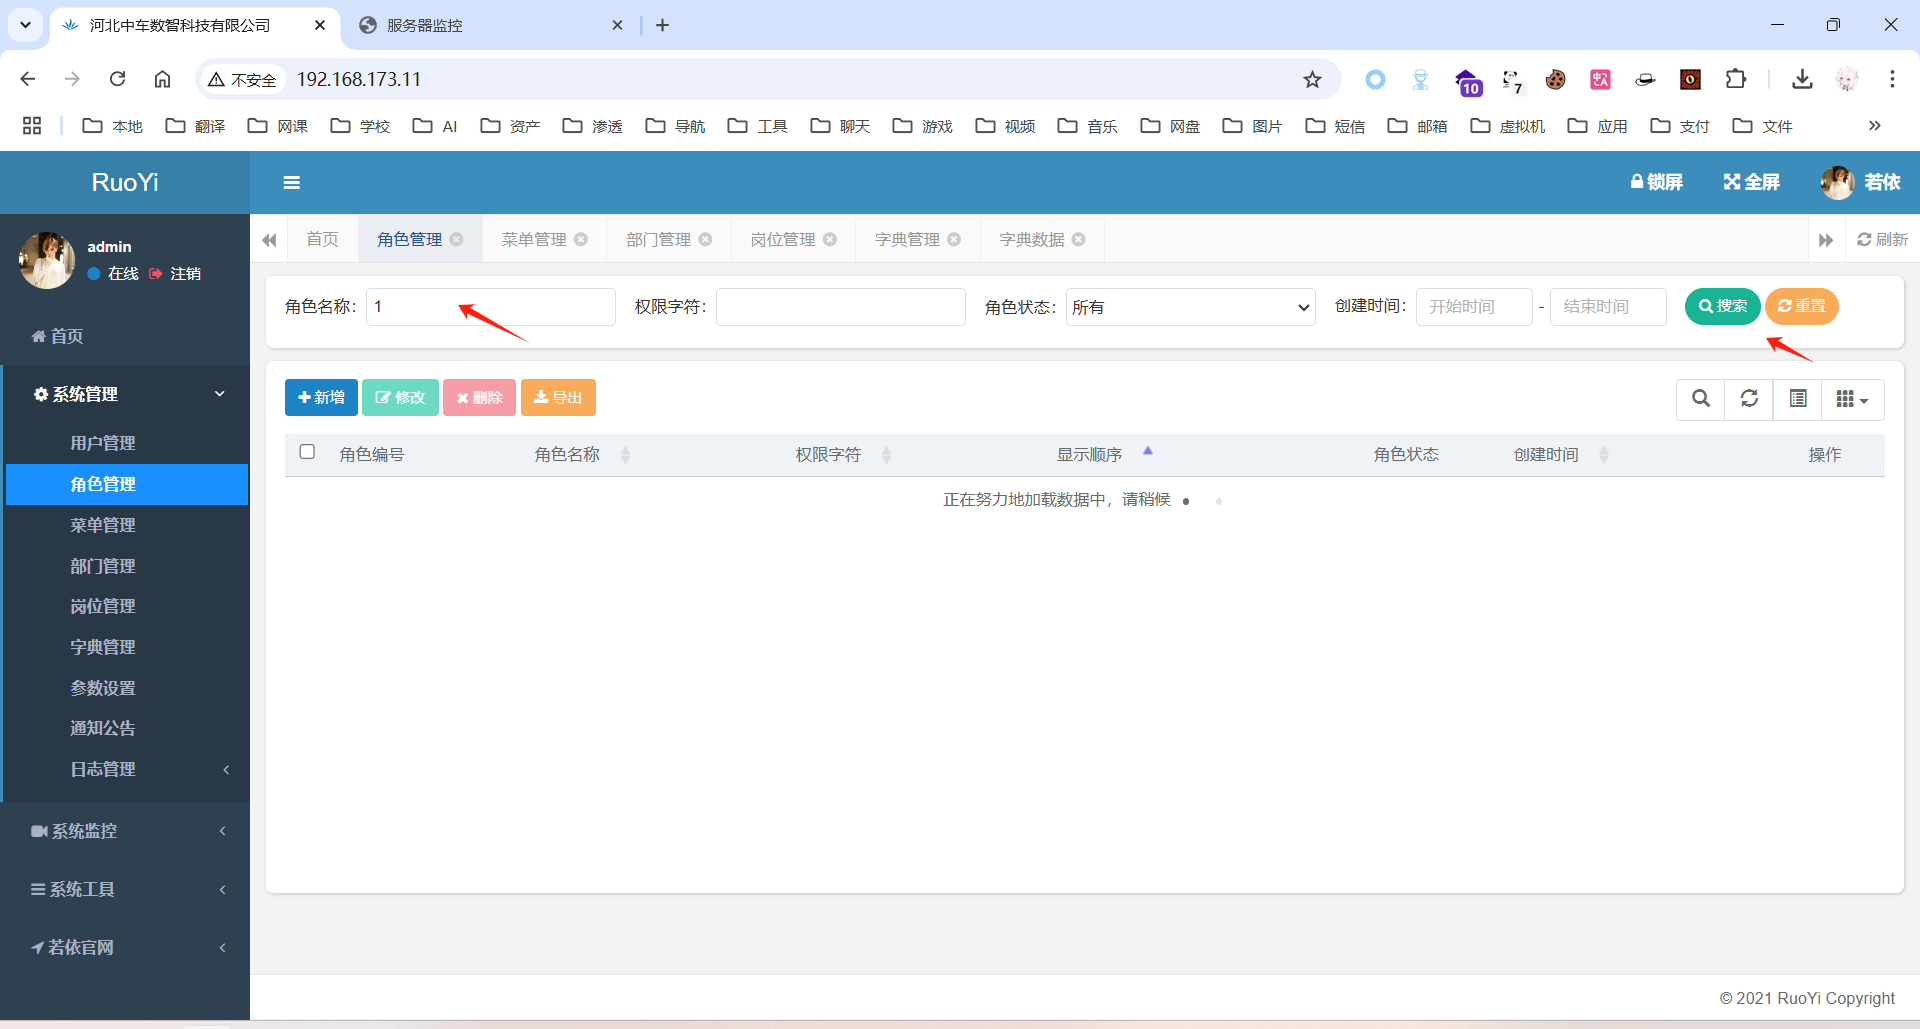 河北中车数智科技有限公司
服务器监控
不安全 192.168.173.11
10
7
本地 翻译 网课 学校 AI 资产 渗透 导航 工具 聊天 游戏 视频 音乐 网盘 图片 短信 邮箱 虚拟机 应用 支付 文件
RuoYi
锁屏 全屏 若依
admin
在线 注销
首页 角色管理 菜单管理 部门管理 岗位管理 字典管理 字典数据 刷新
角色名称： 1 权限字符： 角色状态： 所有 创建时间： 开始时间 - 结束时间 搜索 重置
首页
系统管理
用户管理
角色管理
菜单管理
部门管理
岗位管理
字典管理
参数设置
通知公告
日志管理
系统监控
系统工具
若依官网
新增 修改 删除 导出
角色编号 角色名称 权限字符 显示顺序 角色状态 创建时间 操作
正在努力地加载数据中，请稍候
© 2021 RuoYi Copyright